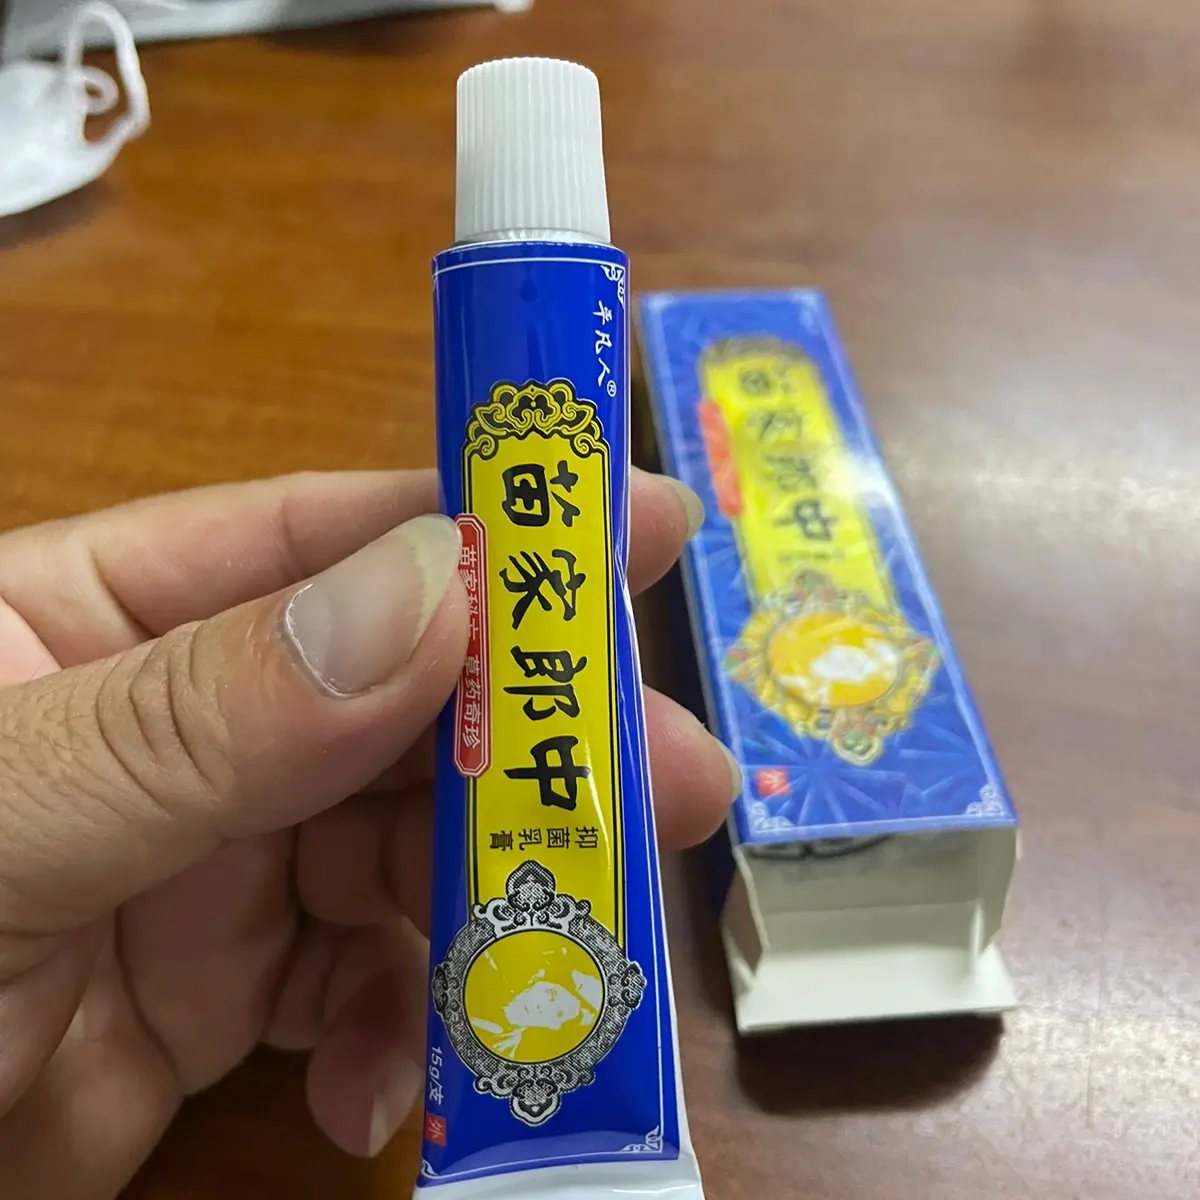 平凡人®
苗家郎中
苗家秘方 草药奇珍
抑菌
乳膏
15g/支
外
苗家郎中
外